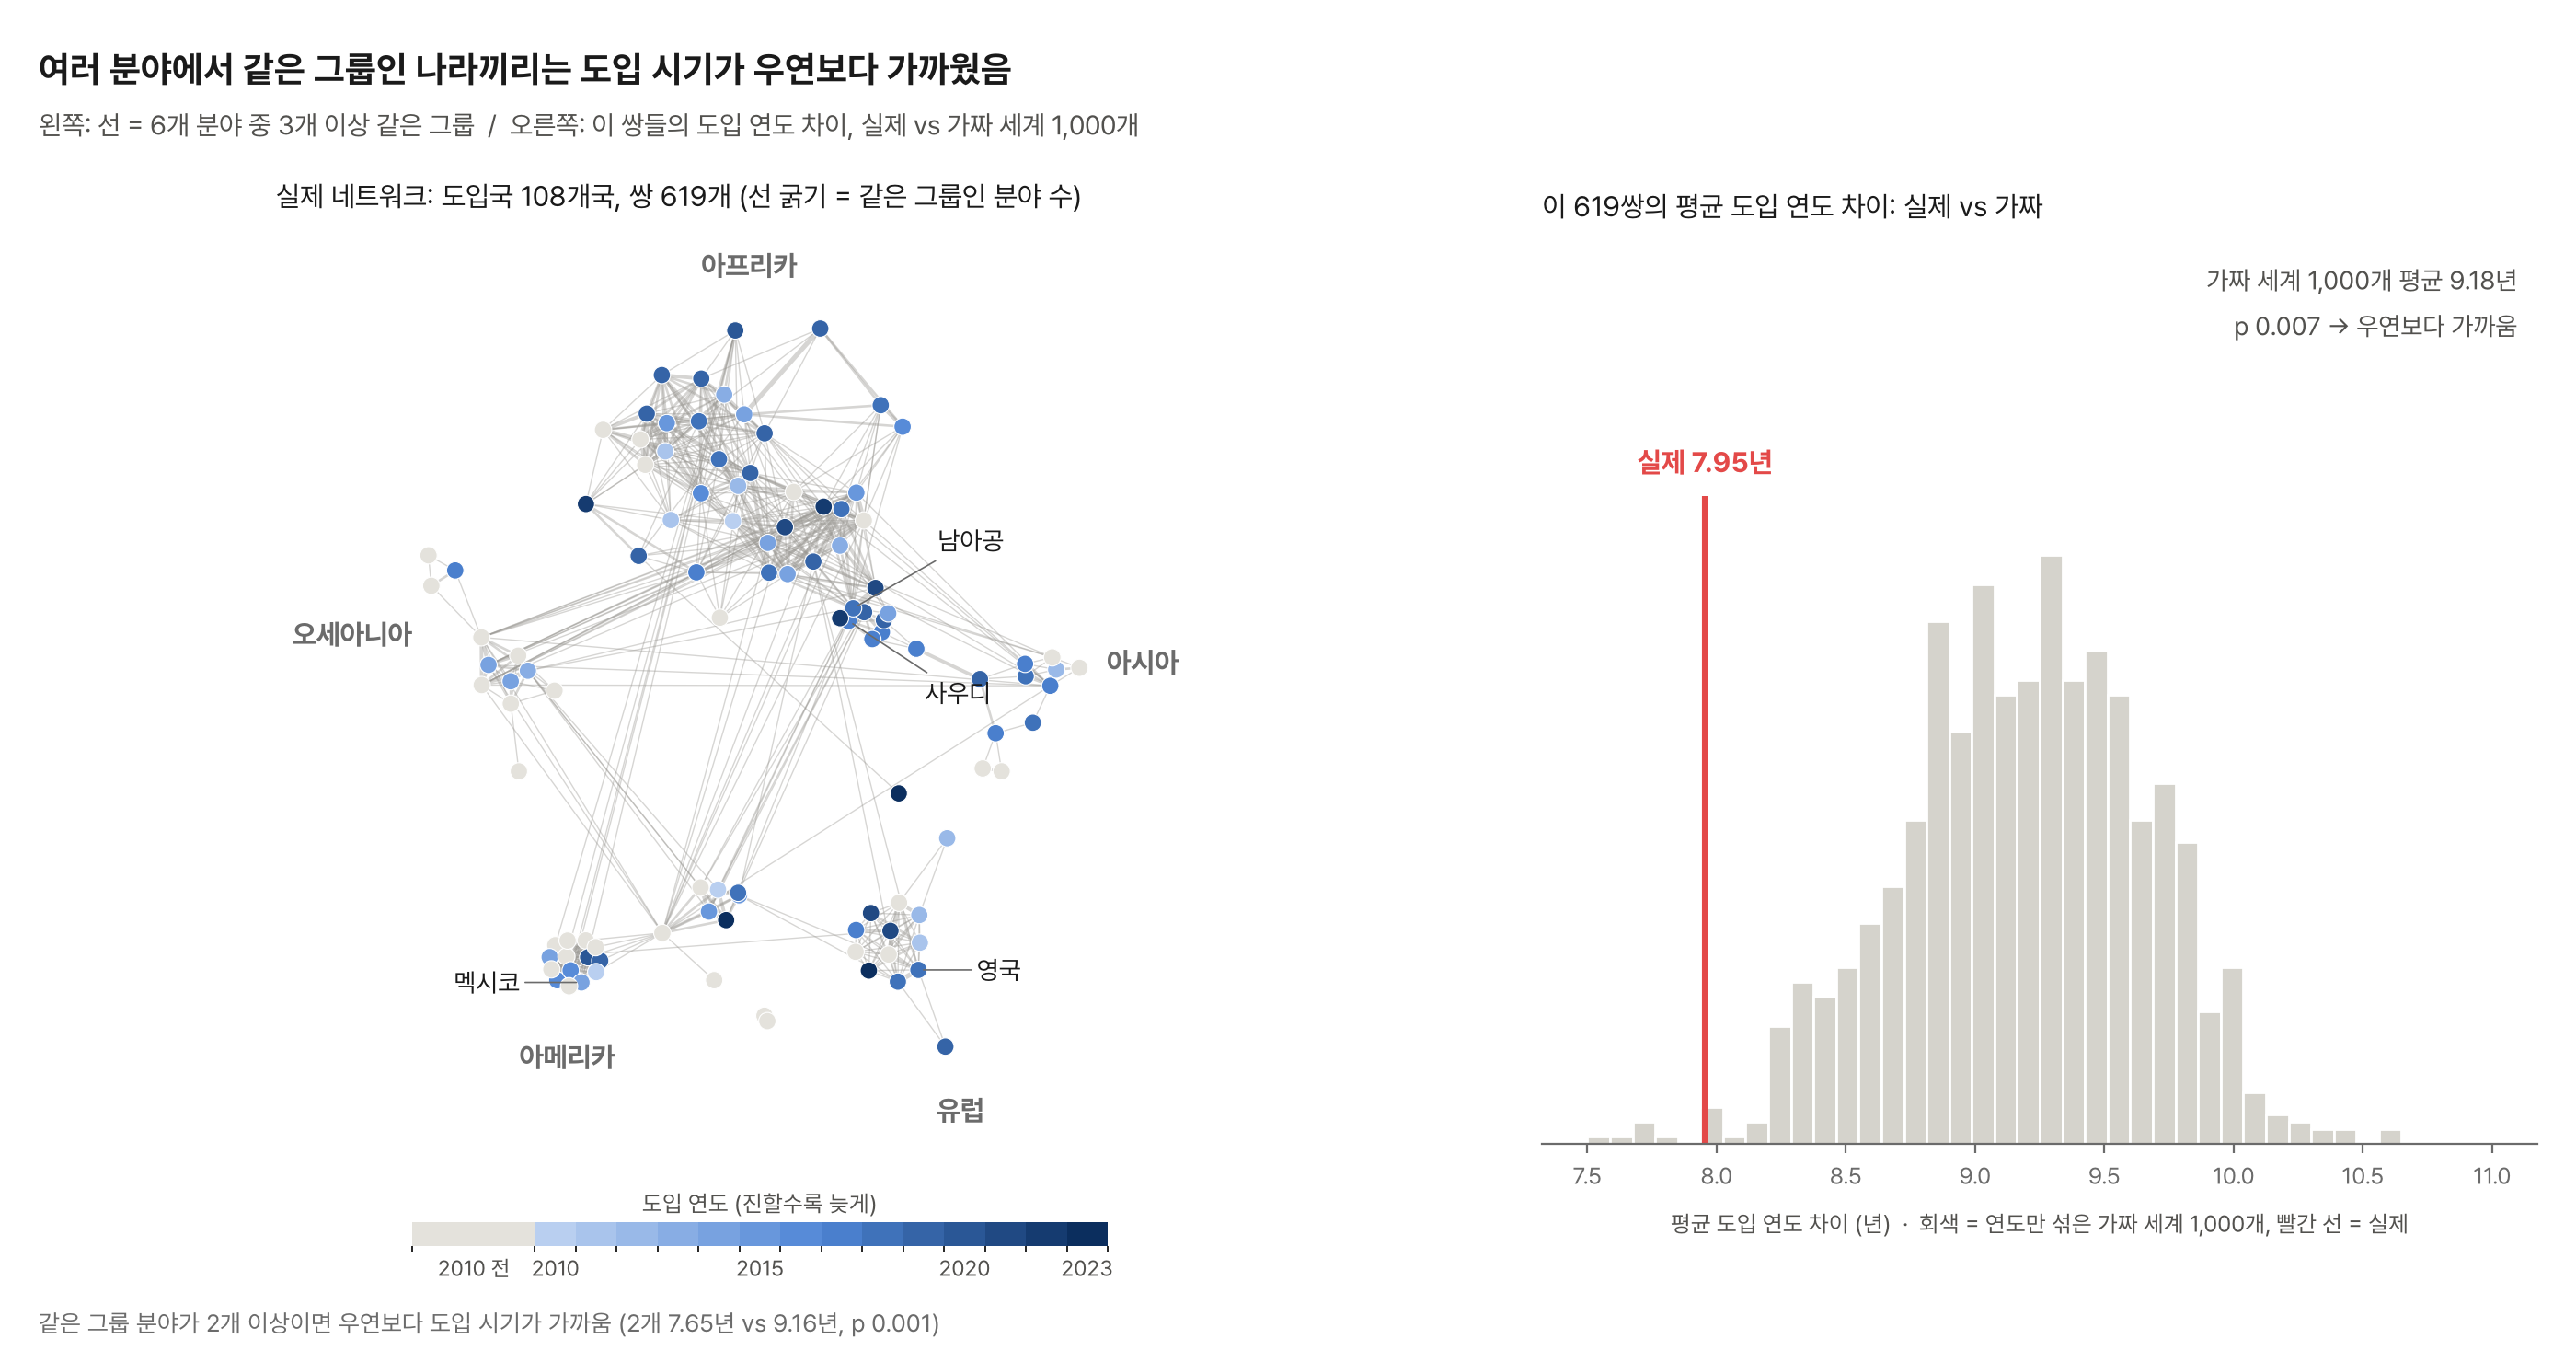 여러 분야에서 같은 그룹인 나라끼리는 도입 시기가 우연보다 가까웠음
왼쪽: 선 = 6개 분야 중 3개 이상 같은 그룹 / 오른쪽: 이 쌍들의 도입 연도 차이, 실제 vs 가짜 세계 1,000개
실제 네트워크: 도입국 108개국, 쌍 619개 (선 굵기 = 같은 그룹인 분야 수)
아프리카
남아공
오세아니아
아시아
사우디
멕시코
영국
아메리카
유럽
도입 연도 (진할수록 늦게)
2010 전 2010 2015 2020 2023
이 619쌍의 평균 도입 연도 차이: 실제 vs 가짜
가짜 세계 1,000개 평균 9.18년
p 0.007 → 우연보다 가까움
실제 7.95년
7.5 8.0 8.5 9.0 9.5 10.0 10.5 11.0
평균 도입 연도 차이 (년) · 회색 = 연도만 섞은 가짜 세계 1,000개, 빨간 선 = 실제
같은 그룹 분야가 2개 이상이면 우연보다 도입 시기가 가까움 (2개 7.65년 vs 9.16년, p 0.001)